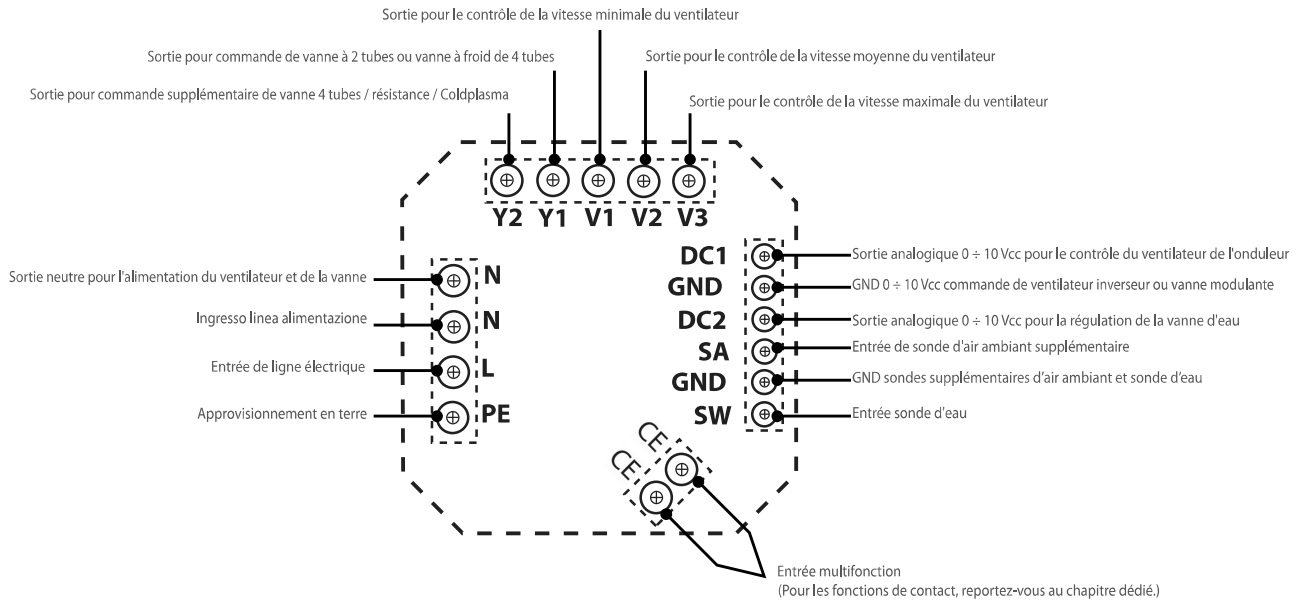 Sortie pour le contrôle de la vitesse minimale du ventilateur
Sortie pour commande de vanne à 2 tubes ou vanne à froid de 4 tubes
Sortie pour le contrôle de la vitesse moyenne du ventilateur
Sortie pour commande supplémentaire de vanne 4 tubes / résistance / Coldplasma
Sortie pour le contrôle de la vitesse maximale du ventilateur
Y2 Y1 V1 V2 V3
Sortie neutre pour l'alimentation du ventilateur et de la vanne
N
Ingresso linea alimentazione
N
Entrée de ligne électrique
L
Approvisionnement en terre
PE
DC1
Sortie analogique 0 ÷ 10 Vcc pour le contrôle du ventilateur de l'onduleur
GND
GND 0 ÷ 10 Vcc commande de ventilateur inverseur ou vanne modulante
DC2
Sortie analogique 0 ÷ 10 Vcc pour la régulation de la vanne d'eau
SA
Entrée de sonde d'air ambiant supplémentaire
GND
GND sondes supplémentaires d'air ambiant et sonde d'eau
SW
Entrée sonde d'eau
CE
CE
Entrée multifonction
(Pour les fonctions de contact, reportez-vous au chapitre dédié.)